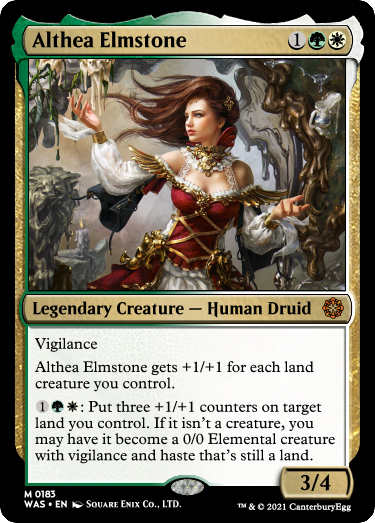 Althea Elmstone 1
Legendary Creature — Human Druid
Vigilance
Althea Elmstone gets +1/+1 for each land
creature you control.
1: Put three +1/+1 counters on target
land you control. If it isn't a creature, you
may have it become a 0/0 Elemental creature
with vigilance and haste that's still a land.
3/4
M 0183
WAS • EN Square Enix Co., LTD.
™ & © 2021 CanterburyEgg